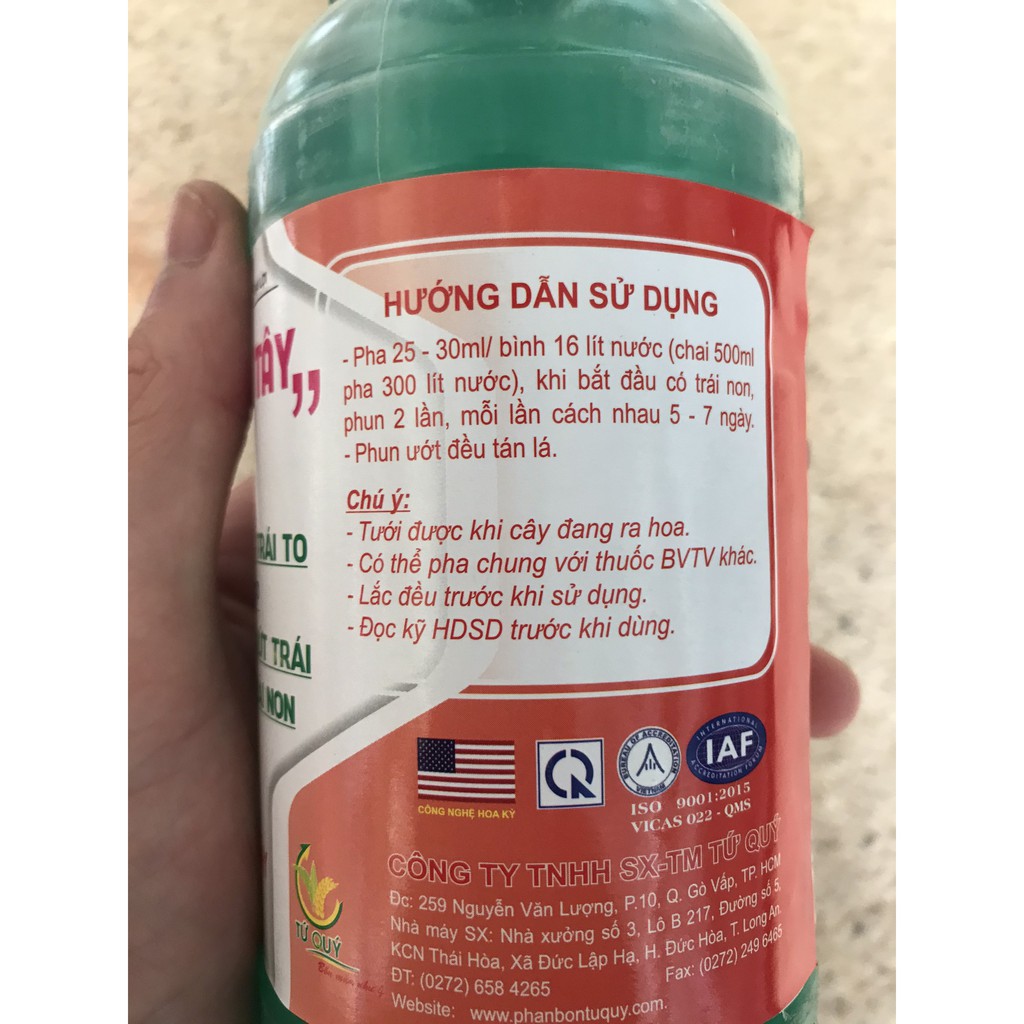 TÂY,,
TRÁI TO
TRÁI
NON
HƯỚNG DẪN SỬ DỤNG
- Pha 25 - 30ml/ bình 16 lít nước (chai 500ml
pha 300 lít nước), khi bắt đầu có trái non,
phun 2 lần, mỗi lần cách nhau 5 - 7 ngày.
- Phun ướt đều tán lá.
Chú ý:
- Tưới được khi cây đang ra hoa.
- Có thể pha chung với thuốc BVTV khác.
- Lắc đều trước khi sử dụng.
- Đọc kỹ HDSD trước khi dùng.
CÔNG NGHỆ HOA KỲ
BUREAU OF ACCREDITATION
VIETNAM
INTERNATIONAL
IAF
ACCREDITATION FORUM
ISO 9001:2015
VICAS 022 - QMS
TỨ QUÝ
CÔNG TY TNHH SX-TM TỨ QUÝ
Đc: 259 Nguyễn Văn Lượng, P.10, Q. Gò Vấp, TP. HCM
Nhà máy SX: Nhà xưởng số 3, Lô B 217, Đường số 5,
KCN Thái Hòa, Xã Đức Lập Hạ, H. Đức Hòa, T. Long An.
ĐT: (0272) 658 4265 Fax: (0272) 249 6465
Website: www.phanbontuquy.com.